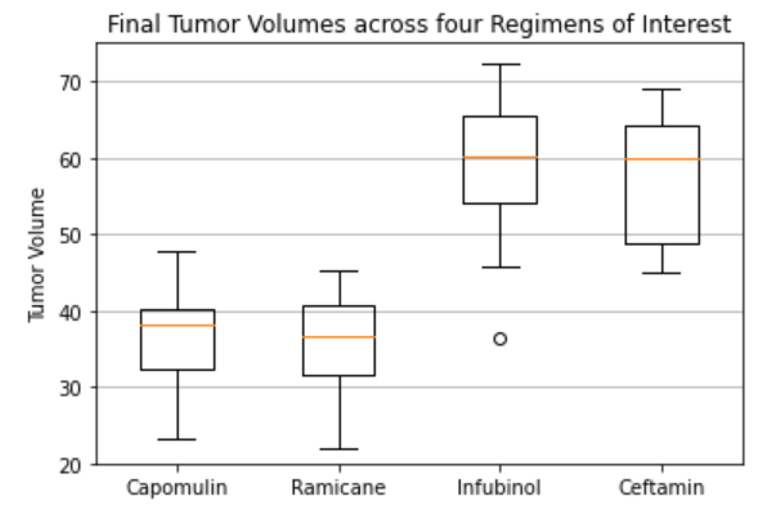 Final Tumor Volumes across four Regimens of Interest
Tumor Volume
70
60
50
40
30
20
Capomulin Ramicane Infubinol Ceftamin